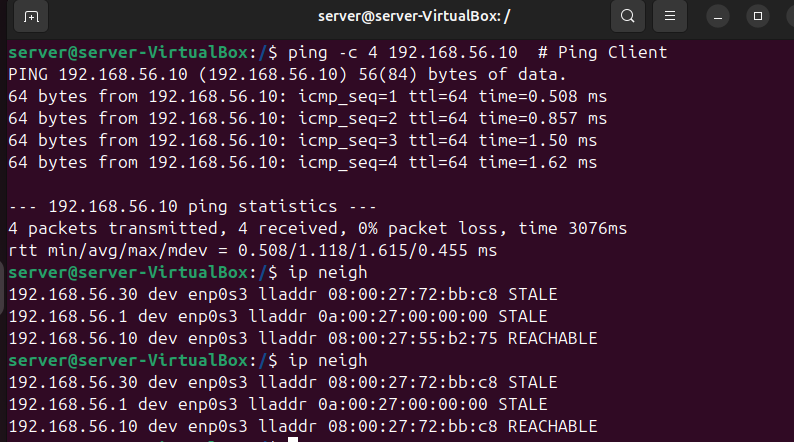 server@server-VirtualBox: /
server@server-VirtualBox:/$ ping -c 4 192.168.56.10  # Ping Client
PING 192.168.56.10 (192.168.56.10) 56(84) bytes of data.
64 bytes from 192.168.56.10: icmp_seq=1 ttl=64 time=0.508 ms
64 bytes from 192.168.56.10: icmp_seq=2 ttl=64 time=0.857 ms
64 bytes from 192.168.56.10: icmp_seq=3 ttl=64 time=1.50 ms
64 bytes from 192.168.56.10: icmp_seq=4 ttl=64 time=1.62 ms
--- 192.168.56.10 ping statistics ---
4 packets transmitted, 4 received, 0% packet loss, time 3076ms
rtt min/avg/max/mdev = 0.508/1.118/1.615/0.455 ms
server@server-VirtualBox:/$ ip neigh
192.168.56.30 dev enp0s3 lladdr 08:00:27:72:bb:c8 STALE
192.168.56.1 dev enp0s3 lladdr 0a:00:27:00:00:00 STALE
192.168.56.10 dev enp0s3 lladdr 08:00:27:55:b2:75 REACHABLE
server@server-VirtualBox:/$ ip neigh
192.168.56.30 dev enp0s3 lladdr 08:00:27:72:bb:c8 STALE
192.168.56.1 dev enp0s3 lladdr 0a:00:27:00:00:00 STALE
192.168.56.10 dev enp0s3 lladdr 08:00:27:72:bb:c8 REACHABLE